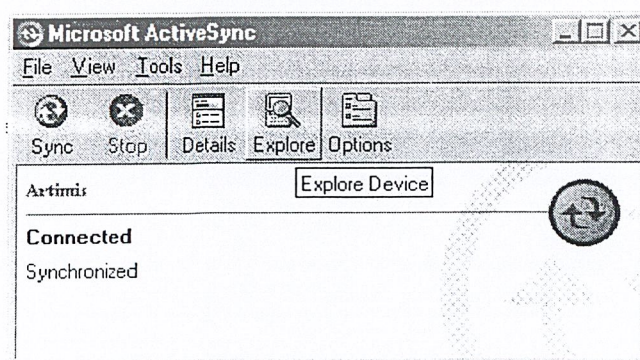 Microsoft ActiveSync
File View Tools Help
Sync Stop Details Explore Options
Artimis
Explore Device
Connected
Synchronized